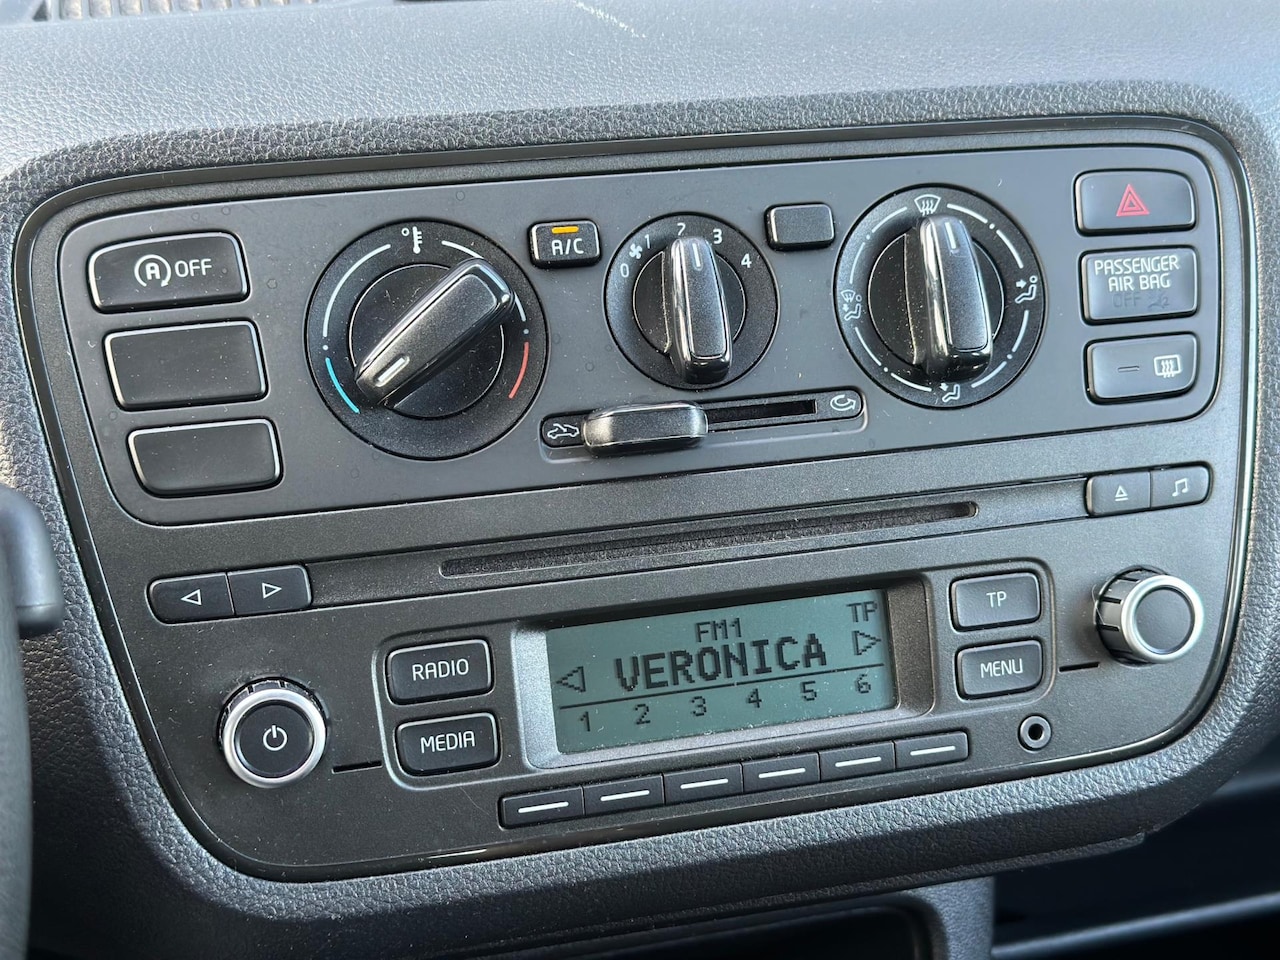 A OFF
A/C
0 1 2 3 4
PASSENGER
AIR BAG
OFF
RADIO
MEDIA
FM1
TP
VERONICA
1 2 3 4 5 6
TP
MENU